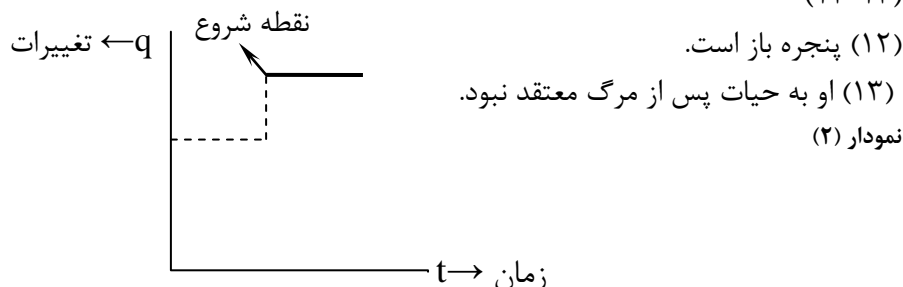 (۱۲) پنجره باز است.
(۱۳) او به حیات پس از مرگ معتقد نبود.
نمودار (۲)
نقطه شروع
q← تغییرات
t→ زمان